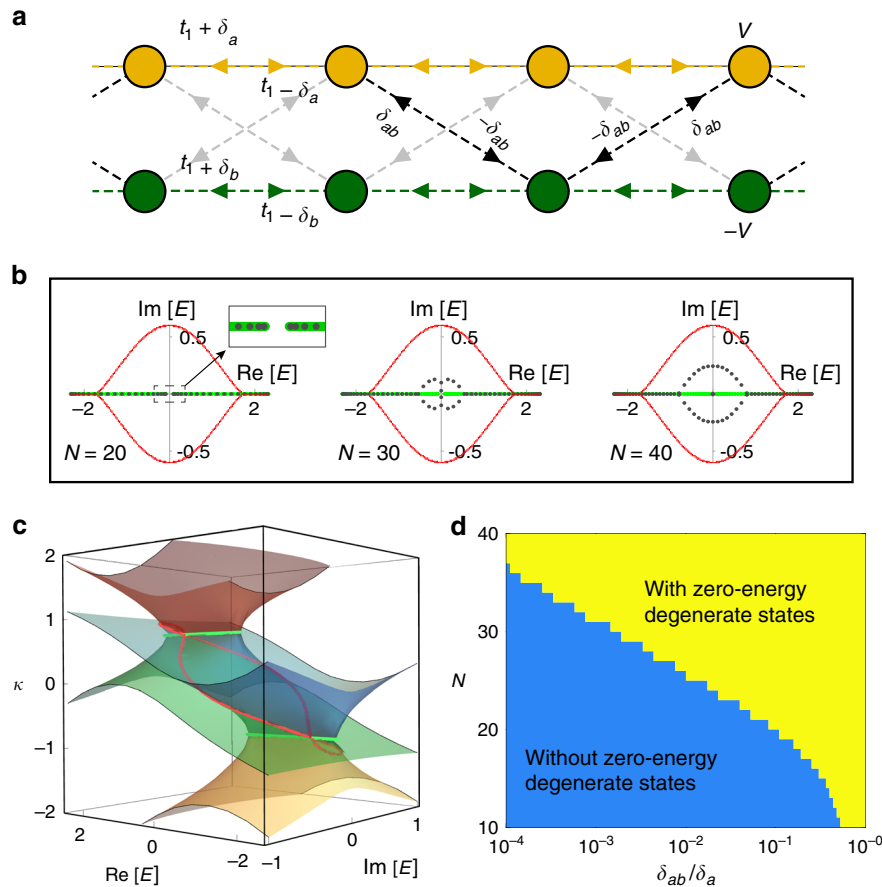 a
t₁ + δₐ
V
t₁ − δₐ
δₐb
−δₐb
−δₐb
δₐb
t₁ + δb
t₁ − δb
−V
b
Im [E]
0.5
Re [E]
−2
2
-0.5
N = 20
Im [E]
0.5
Re [E]
−2
2
-0.5
N = 30
Im [E]
0.5
Re [E]
−2
2
-0.5
N = 40
c
2
1
κ
0
−1
−2
2
0
−2
Re [E]
−1
0
1
Im [E]
d
40
30
N
20
10
With zero-energy
degenerate states
Without zero-energy
degenerate states
10⁻⁴
10⁻³
10⁻²
10⁻¹
10⁻⁰
δₐb/δₐ